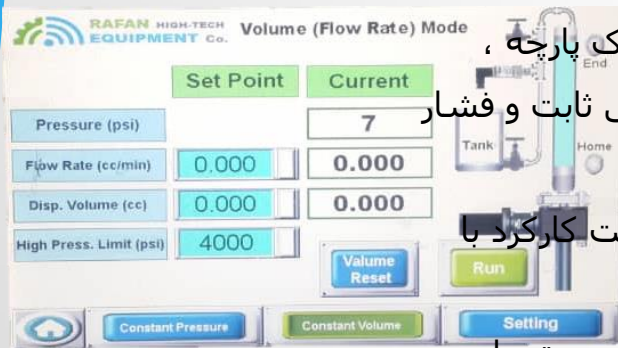 RAFAN HIGH-TECH
EQUIPMENT Co.
Volume (Flow Rate) Mode
ک پارچه ،
End
Set Point
Current
ی ثابت و فشار
Pressure (psi)
7
Tank
Home
Flow Rate (cc/min)
0.000
0.000
Disp. Volume (cc)
0.000
0.000
ت کارکرد با
High Press. Limit (psi)
4000
Valume
Reset
Run
Constant Pressure
Constant Volume
Setting